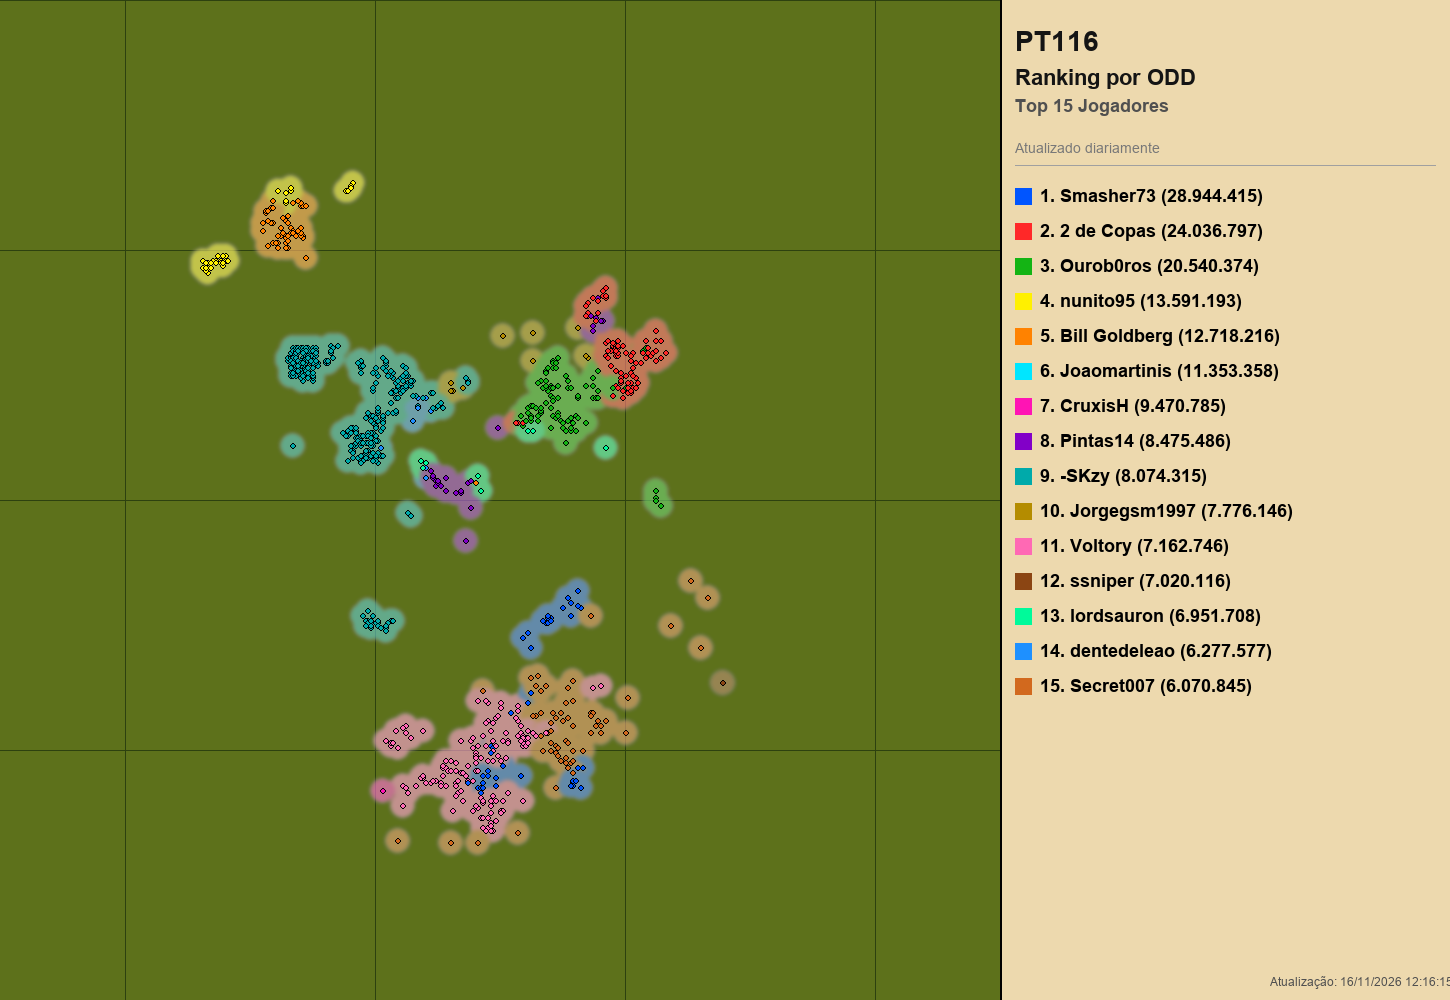 PT116
Ranking por ODD
Top 15 Jogadores
Atualizado diariamente
1. Smasher73 (28.944.415)
2. 2 de Copas (24.036.797)
3. Ourob0ros (20.540.374)
4. nunito95 (13.591.193)
5. Bill Goldberg (12.718.216)
6. Joaomartinis (11.353.358)
7. CruxisH (9.470.785)
8. Pintas14 (8.475.486)
9. -SKzy (8.074.315)
10. Jorgegsm1997 (7.776.146)
11. Voltory (7.162.746)
12. ssniper (7.020.116)
13. lordsauron (6.951.708)
14. dentedeleao (6.277.577)
15. Secret007 (6.070.845)
Atualização: 16/11/2026 12:16:15